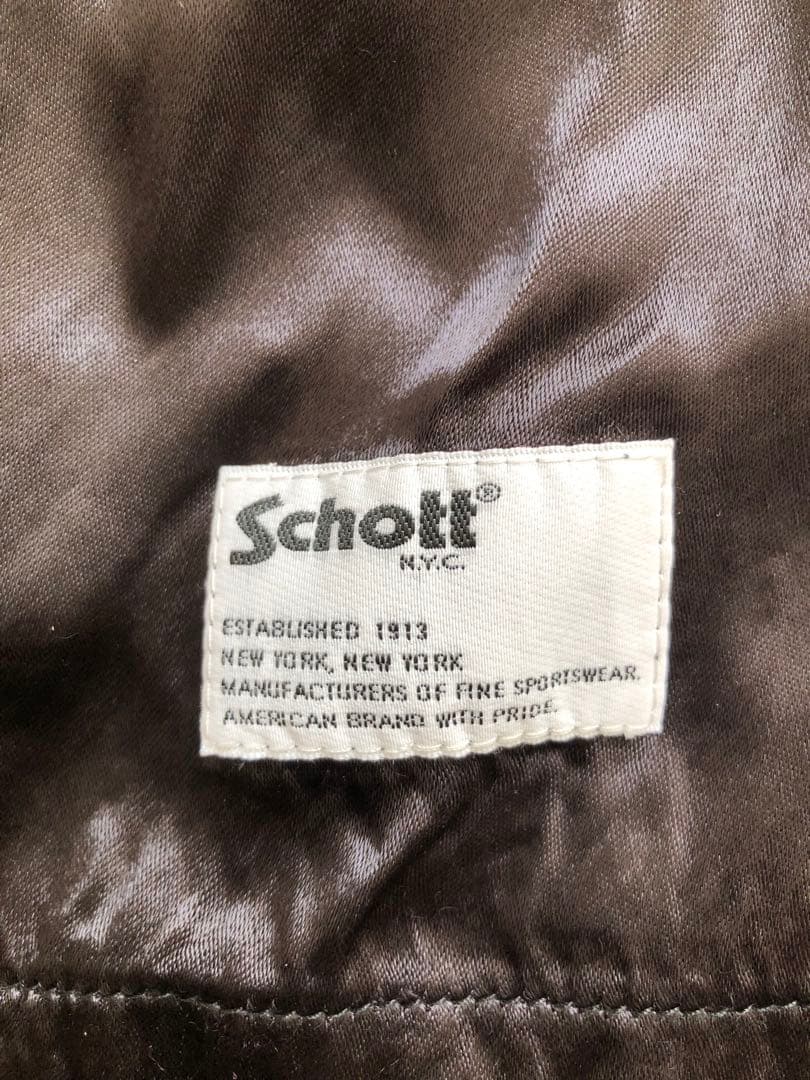 Schott®
N.Y.C.
ESTABLISHED 1913
NEW YORK, NEW YORK
MANUFACTURERS OF FINE SPORTSWEAR.
AMERICAN BRAND WITH PRIDE.